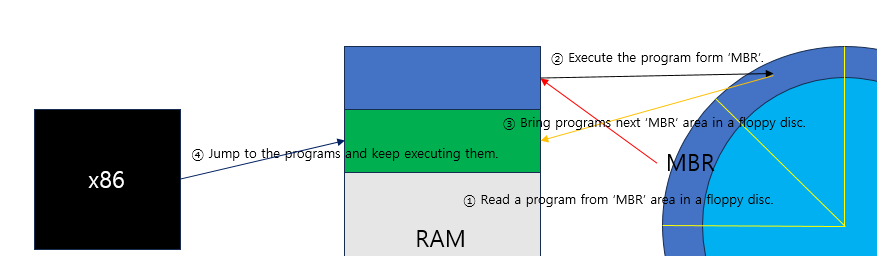 ② Execute the program form ‘MBR’.
③ Bring programs next ‘MBR’ area in a floppy disc.
④ Jump to the programs and keep executing them.
MBR
x86
① Read a program from ‘MBR’ area in a floppy disc.
RAM